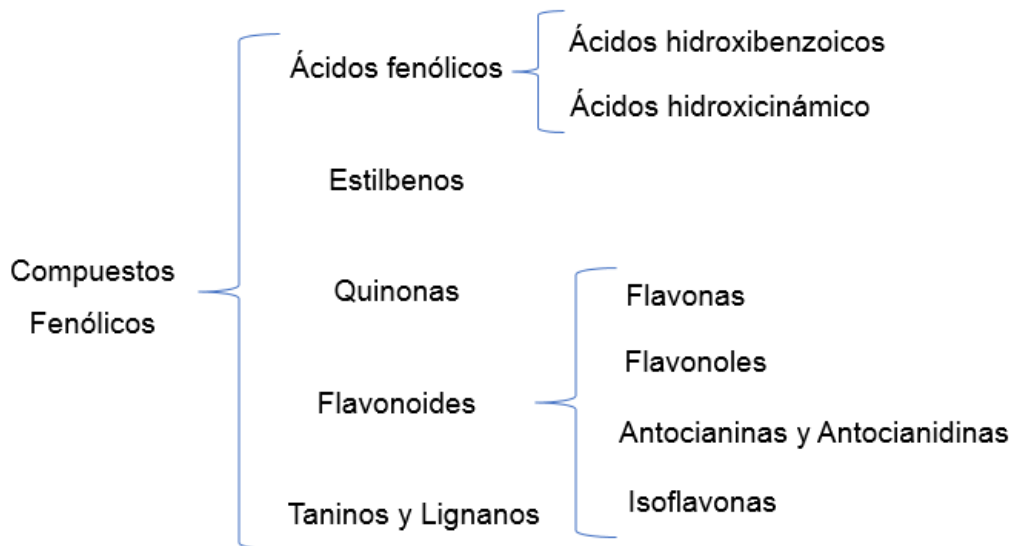 Compuestos
Fenólicos
Ácidos fenólicos
Ácidos hidroxibenzoicos
Ácidos hidroxicinámico
Estilbenos
Quinonas
Flavonoides
Flavonas
Flavonoles
Antocianinas y Antocianidinas
Isoflavonas
Taninos y Lignanos